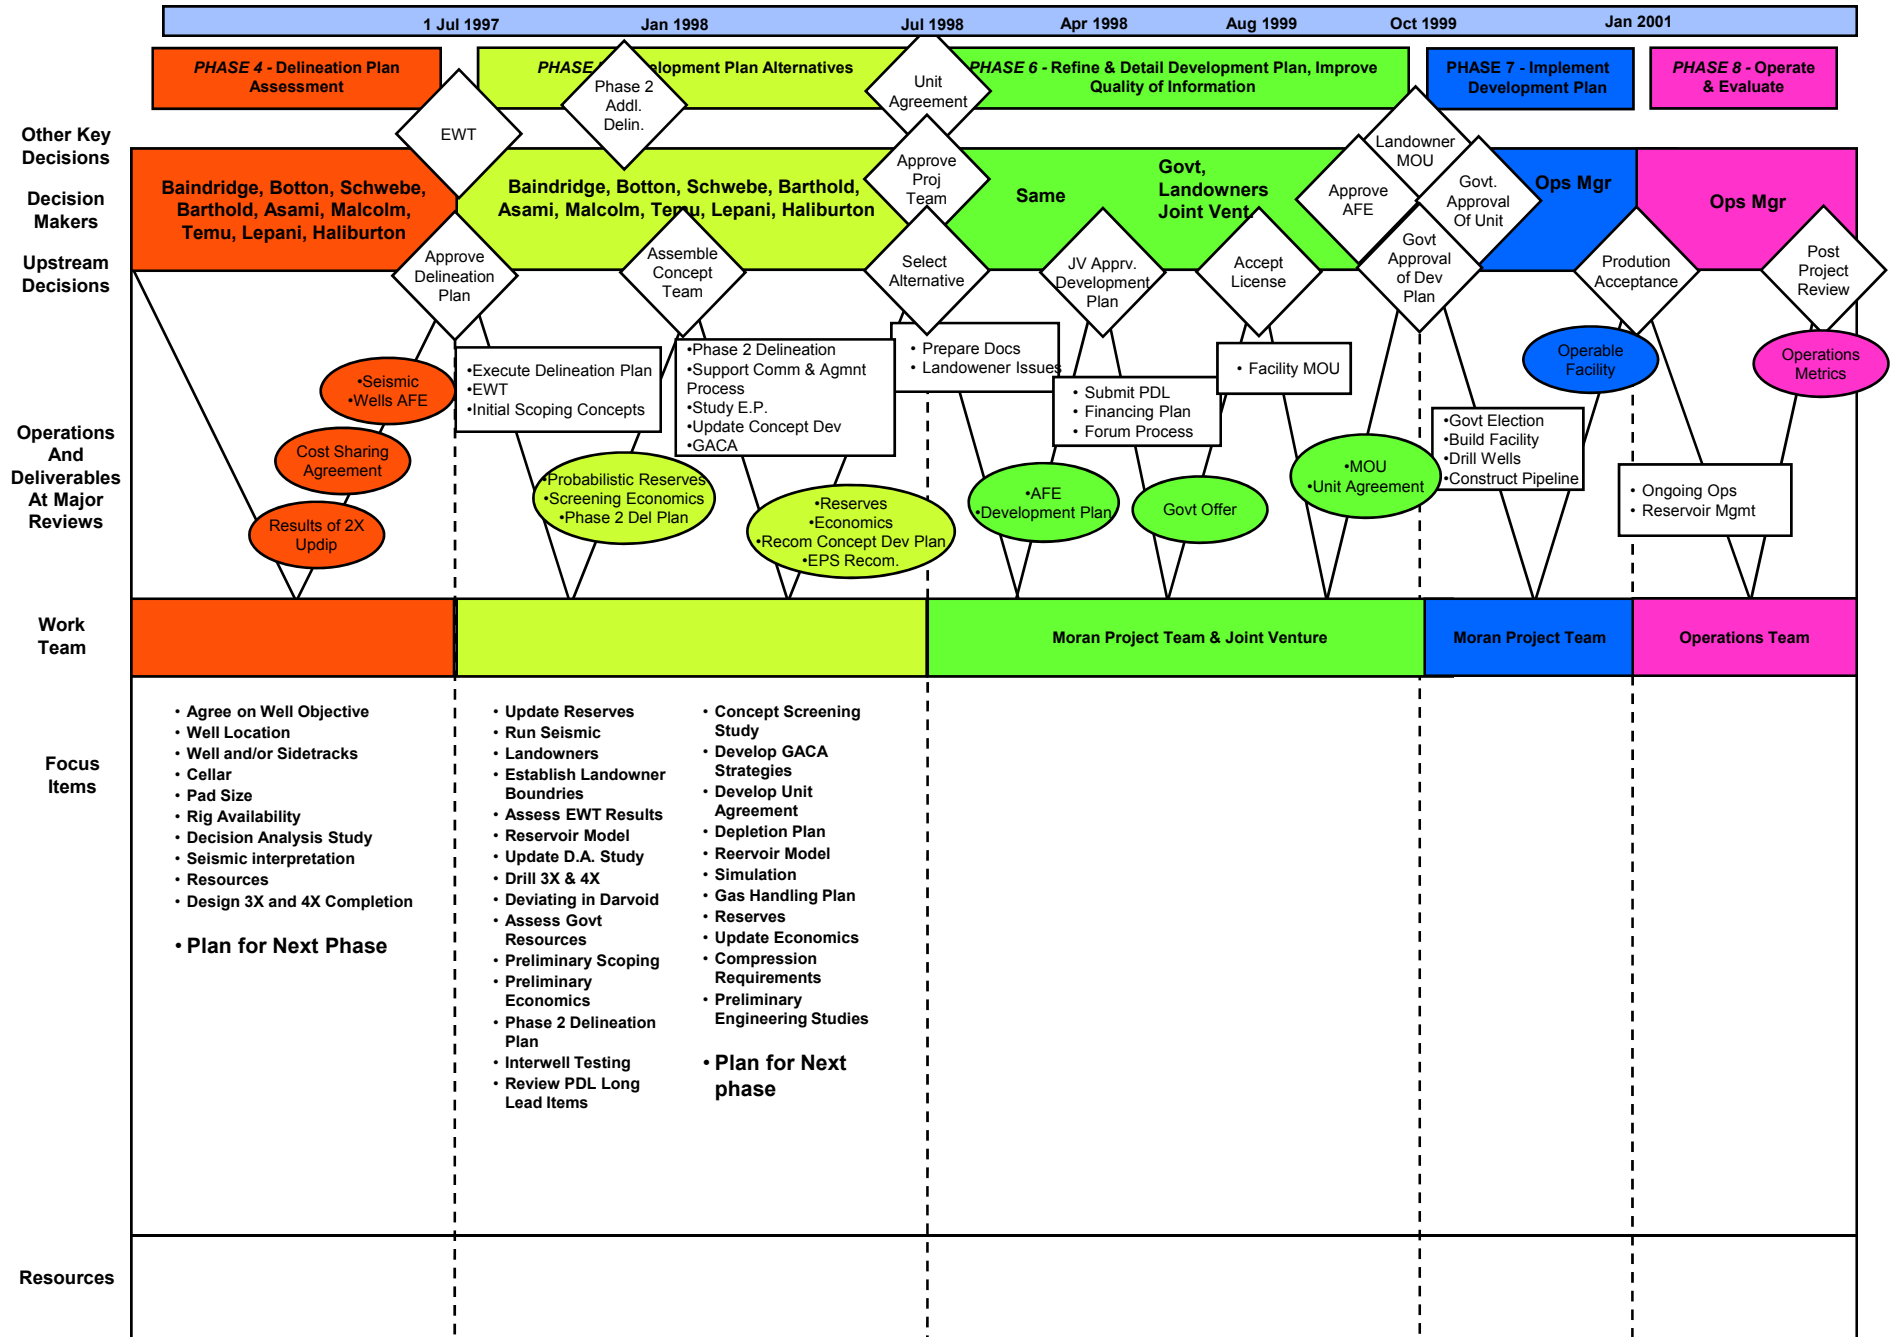 1 Jul 1997
Jan 1998
Jul 1998
Apr 1998
Aug 1999
Oct 1999
Jan 2001
PHASE 4 - Delineation Plan
Assessment
PHASE
elopment Plan Alternatives
PHASE 6 - Refine & Detail Development Plan, Improve
Quality of Information
PHASE 7 - Implement
Development Plan
PHASE 8 - Operate
& Evaluate
Other Key
Decisions
EWT
Phase 2
Addl.
Delin.
Unit
Agreement
Approve
Proj
Team
Landowner
MOU
Approve
AFE
Govt.
Approval
Of Unit
Decision
Makers
Baindridge, Botton, Schwebe,
Barthold, Asami, Malcolm,
Temu, Lepani, Haliburton
Baindridge, Botton, Schwebe, Barthold,
Asami, Malcolm, Temu, Lepani, Haliburton
Same
Govt,
Landowners
Joint Vent.
Ops Mgr
Ops Mgr
Upstream
Decisions
Approve
Delineation
Plan
Assemble
Concept
Team
Select
Alternative
JV Apprv.
Development
Plan
Accept
License
Govt
Approval
of Dev
Plan
Prodution
Acceptance
Post
Project
Review
Operations
And
Deliverables
At Major
Reviews
•Seismic
•Wells AFE
Cost Sharing
Agreement
Results of 2X
Updip
•Execute Delineation Plan
•EWT
•Initial Scoping Concepts
•Probabilistic Reserves
•Screening Economics
•Phase 2 Del Plan
•Phase 2 Delineation
•Support Comm & Agmnt
Process
•Study E.P.
•Update Concept Dev
•GACA
•Reserves
•Economics
•Recom Concept Dev Plan
•EPS Recom.
• Prepare Docs
• Landowener Issues
•AFE
•Development Plan
• Submit PDL
• Financing Plan
• Forum Process
Govt Offer
• Facility MOU
•MOU
•Unit Agreement
•Govt Election
•Build Facility
•Drill Wells
•Construct Pipeline
Operable
Facility
• Ongoing Ops
• Reservoir Mgmt
Operations
Metrics
Work
Team
Moran Project Team & Joint Venture
Moran Project Team
Operations Team
Focus
Items
• Agree on Well Objective
• Well Location
• Well and/or Sidetracks
• Cellar
• Pad Size
• Rig Availability
• Decision Analysis Study
• Seismic interpretation
• Resources
• Design 3X and 4X Completion
• Plan for Next Phase
• Update Reserves
• Run Seismic
• Landowners
• Establish Landowner
Boundries
• Assess EWT Results
• Reservoir Model
• Update D.A. Study
• Drill 3X & 4X
• Deviating in Darvoid
• Assess Govt
Resources
• Preliminary Scoping
• Preliminary
Economics
• Phase 2 Delineation
Plan
• Interwell Testing
• Review PDL Long
Lead Items
• Concept Screening
Study
• Develop GACA
Strategies
• Develop Unit
Agreement
• Depletion Plan
• Reervoir Model
• Simulation
• Gas Handling Plan
• Reserves
• Update Economics
• Compression
Requirements
• Preliminary
Engineering Studies
• Plan for Next
phase
Resources